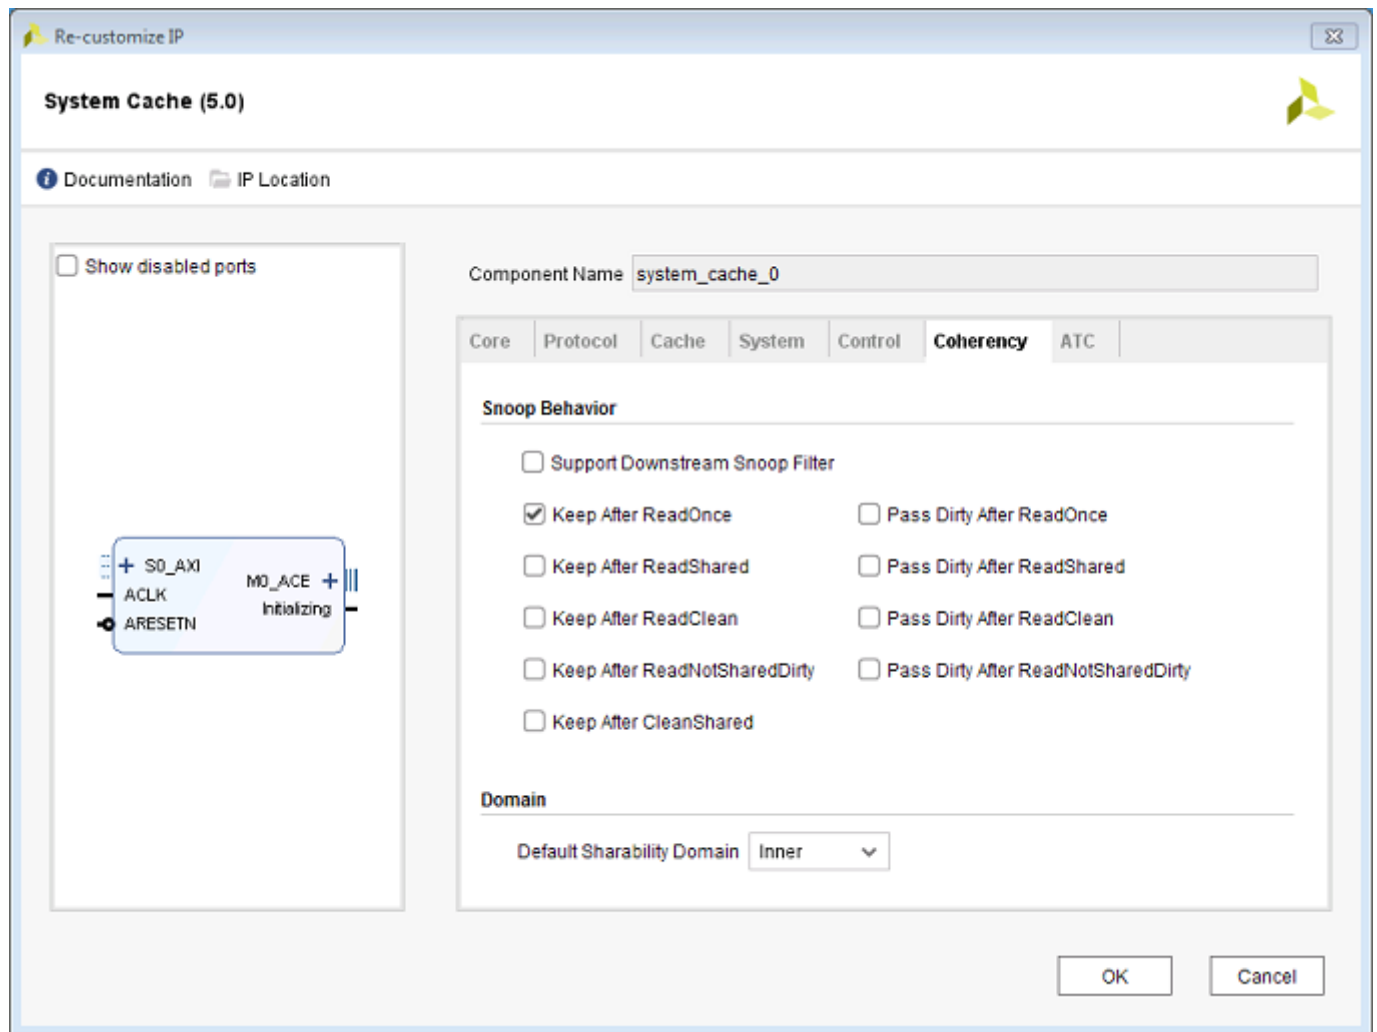 Re-customize IP
System Cache (5.0)
Documentation IP Location
Show disabled ports
S0_AXI
ACLK
ARESETN
M0_ACE
Initializing
Component Name system_cache_0
Core Protocol Cache System Control Coherency ATC
Snoop Behavior
Support Downstream Snoop Filter
Keep After ReadOnce Pass Dirty After ReadOnce
Keep After ReadShared Pass Dirty After ReadShared
Keep After ReadClean Pass Dirty After ReadClean
Keep After ReadNotSharedDirty Pass Dirty After ReadNotSharedDirty
Keep After CleanShared
Domain
Default Sharability Domain Inner
OK Cancel